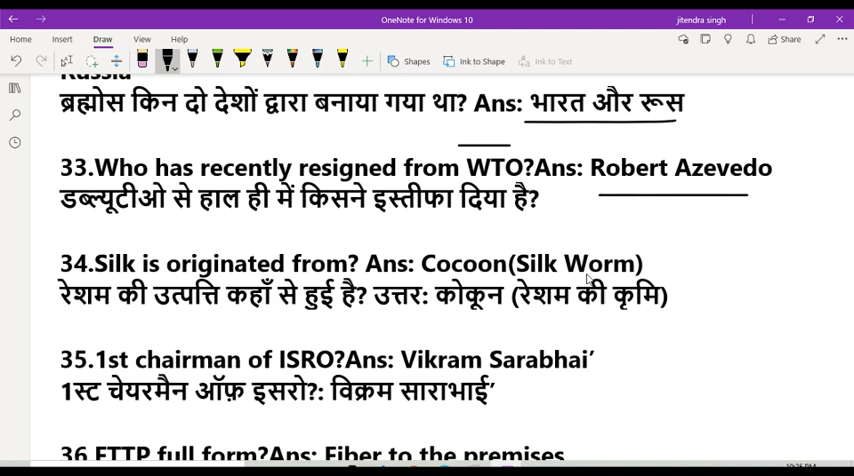 OneNote for Windows 10
jitendra singh
Home Insert Draw View Help
Share
Shapes Ink to Shape Ink to Text
Russia
ब्रह्मोस किन दो देशों द्वारा बनाया गया था? Ans: भारत और रूस
33.Who has recently resigned from WTO?Ans: Robert Azevedo
डब्ल्यूटीओ से हाल ही में किसने इस्तीफा दिया है?
34.Silk is originated from? Ans: Cocoon(Silk Worm)
रेशम की उत्पत्ति कहाँ से हुई है? उत्तर: कोकून (रेशम की कृमि)
35.1st chairman of ISRO?Ans: Vikram Sarabhai’
1स्ट चेयरमैन ऑफ़ इसरो?: विक्रम साराभाई’
36.FTTP full form?Ans: Fiber to the premises